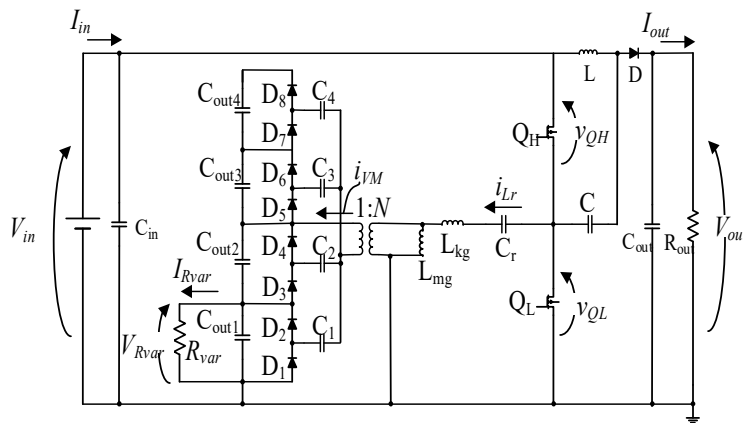 I_in
I_out
L
D
C_out4
D_8
C_4
D_7
Q_H
v_QH
C_out3
D_6
C_3
i_VM
D_5
1:N
i_Lr
C
V_in
C_in
C_out2
D_4
C_2
L_kg
C_r
L_mg
C_out
R_out
V_ou
I_Rvar
D_3
Q_L
v_QL
V_Rvar
R_var
C_out1
D_2
C_1
D_1